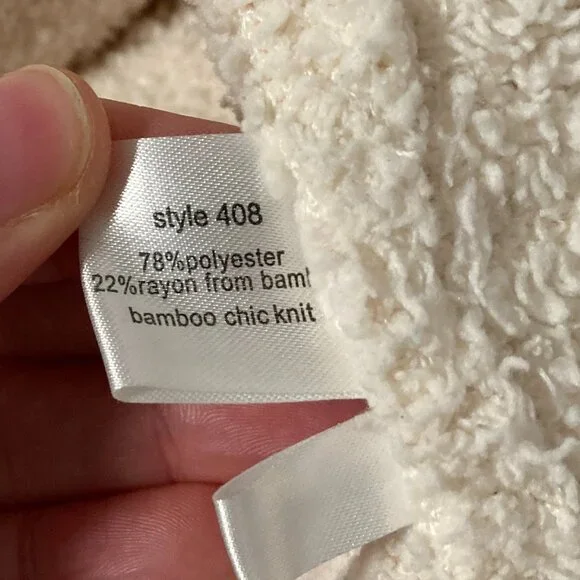 style 408
78%polyester
22%rayon from
bamboo chic knit